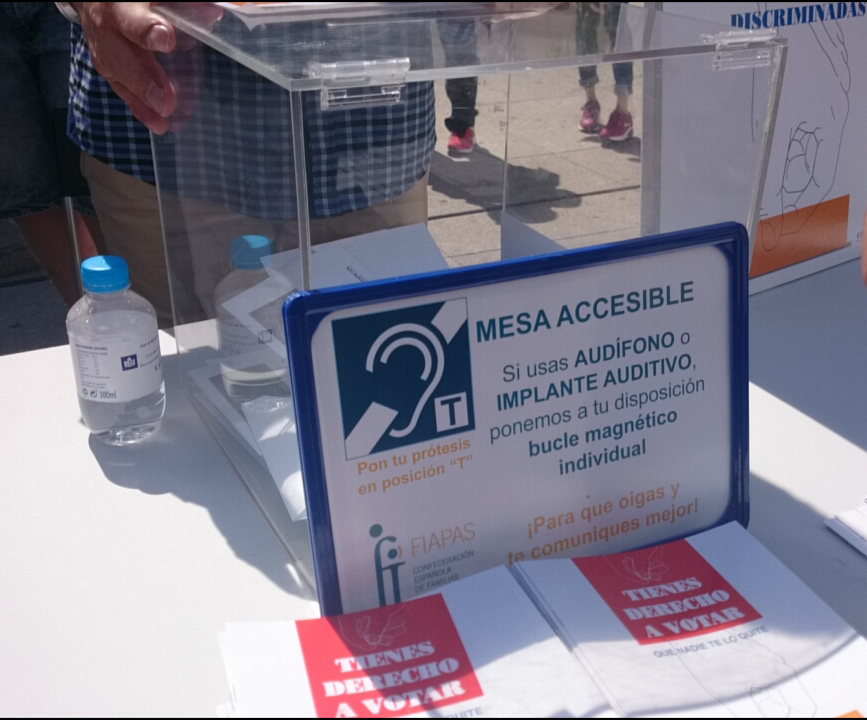 DISCRIMINADAS
MESA ACCESIBLE
Si usas AUDÍFONO o
IMPLANTE AUDITIVO,
ponemos a tu disposición
bucle magnético
individual
T
Pon tu prótesis
en posición "T"
¡Para que oigas y
te comuniques mejor!
FIAPAS
CONFEDERACIÓN
ESPAÑOLA
DE FAMILIAS
300ml
TIENES
DERECHO
A VOTAR
QUITE
TIENES
DERECHO
A VOTAR
QUE NADIE TE LO QUITE